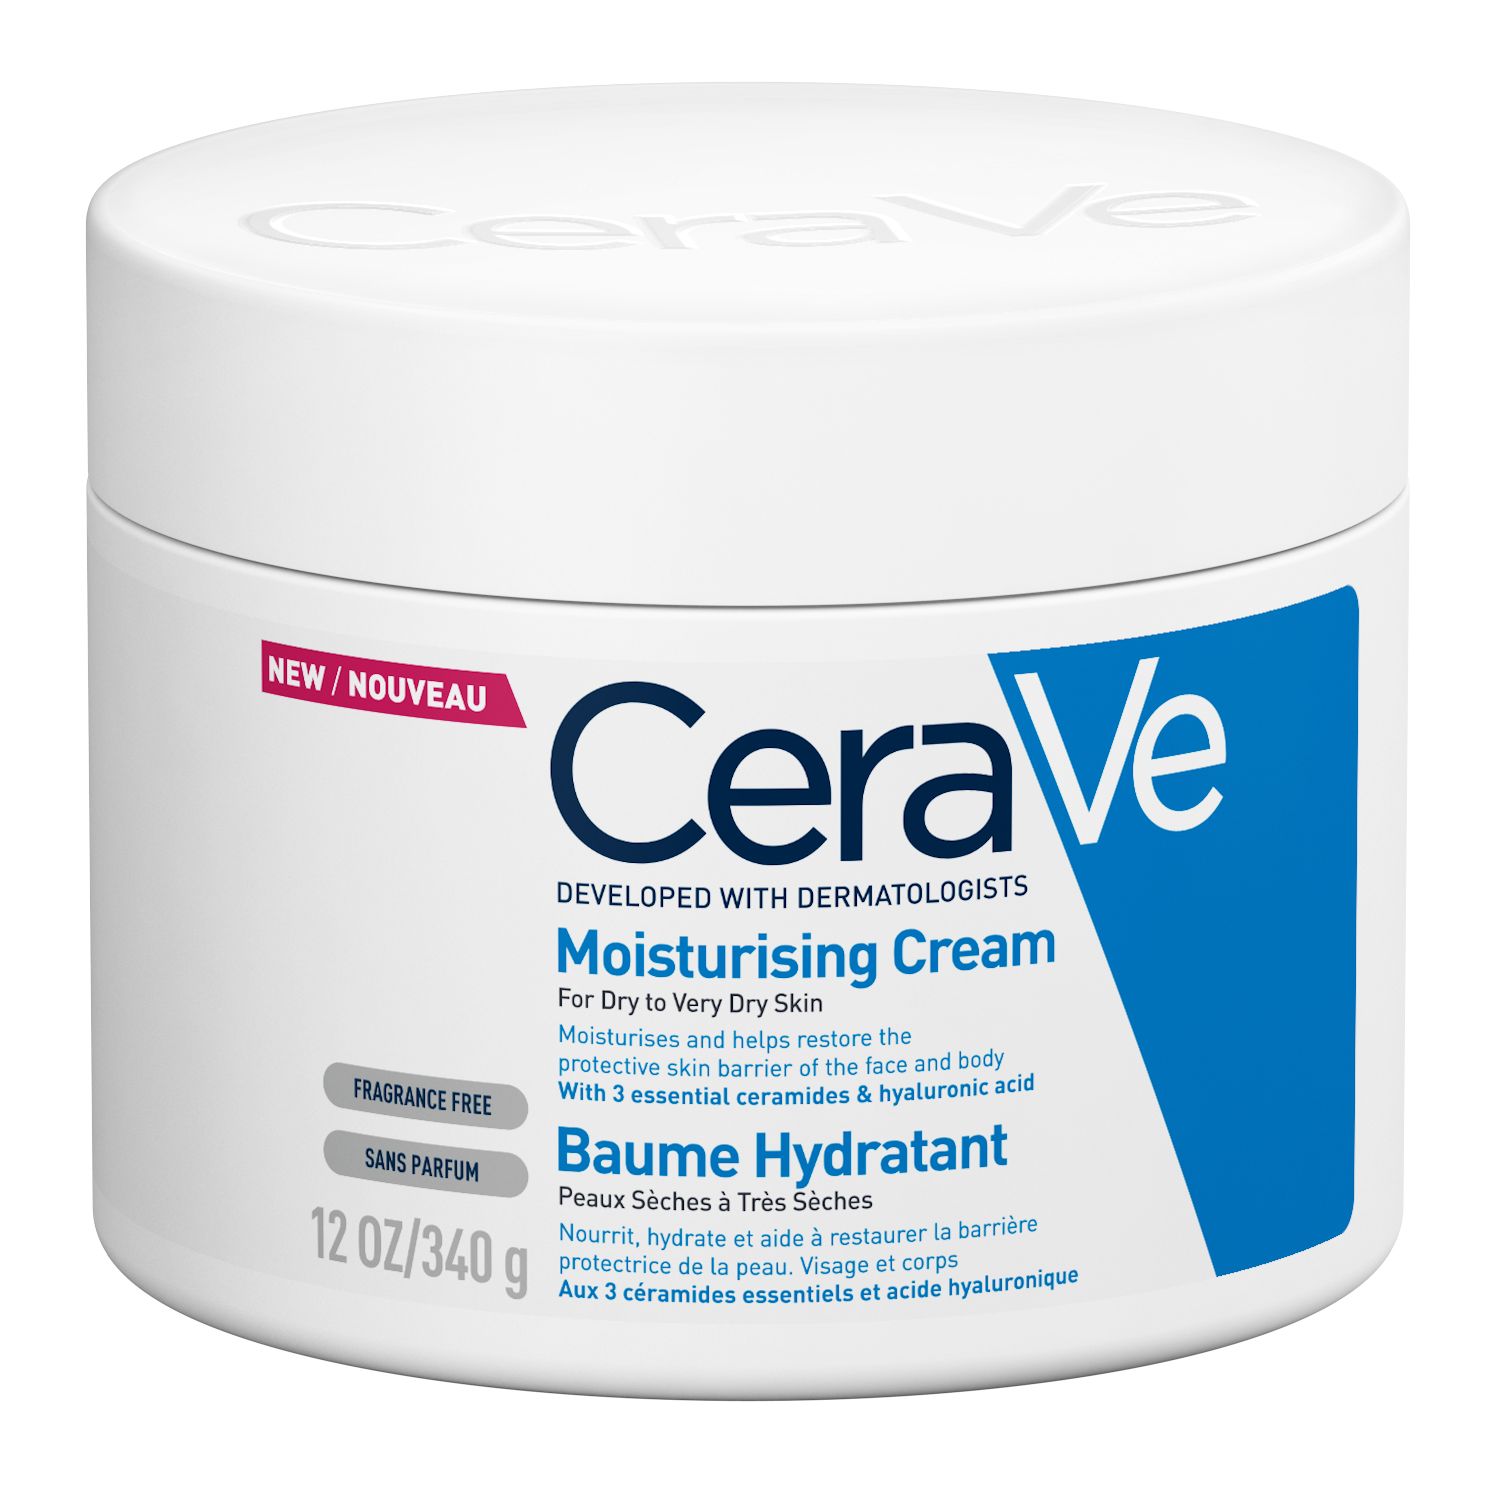 CeraVe
NEW / NOUVEAU
CeraVe
DEVELOPED WITH DERMATOLOGISTS
Moisturising Cream
For Dry to Very Dry Skin
Moisturises and helps restore the
protective skin barrier of the face and body
With 3 essential ceramides & hyaluronic acid
FRAGRANCE FREE
SANS PARFUM
12 OZ/340 g
Baume Hydratant
Peaux Sèches à Très Sèches
Nourrit, hydrate et aide à restaurer la barrière
protectrice de la peau. Visage et corps
Aux 3 céramides essentiels et acide hyaluronique